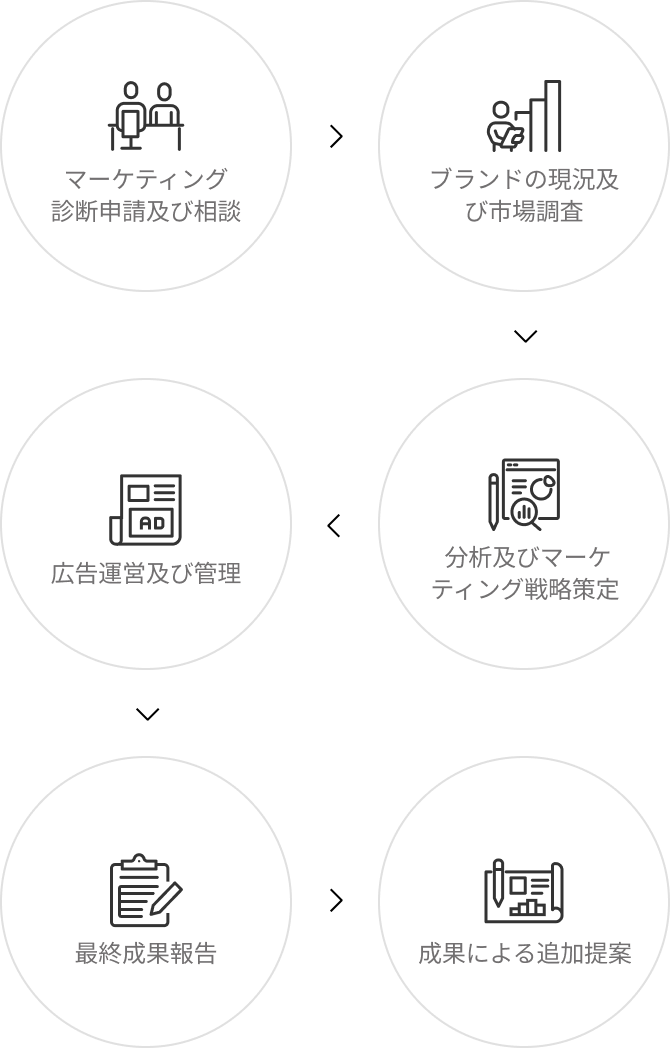 マーケティング
診断申請及び相談
ブランドの現況及
び市場調査
分析及びマーケ
ティング戦略策定
AD
広告運営及び管理
最終成果報告
成果による追加提案